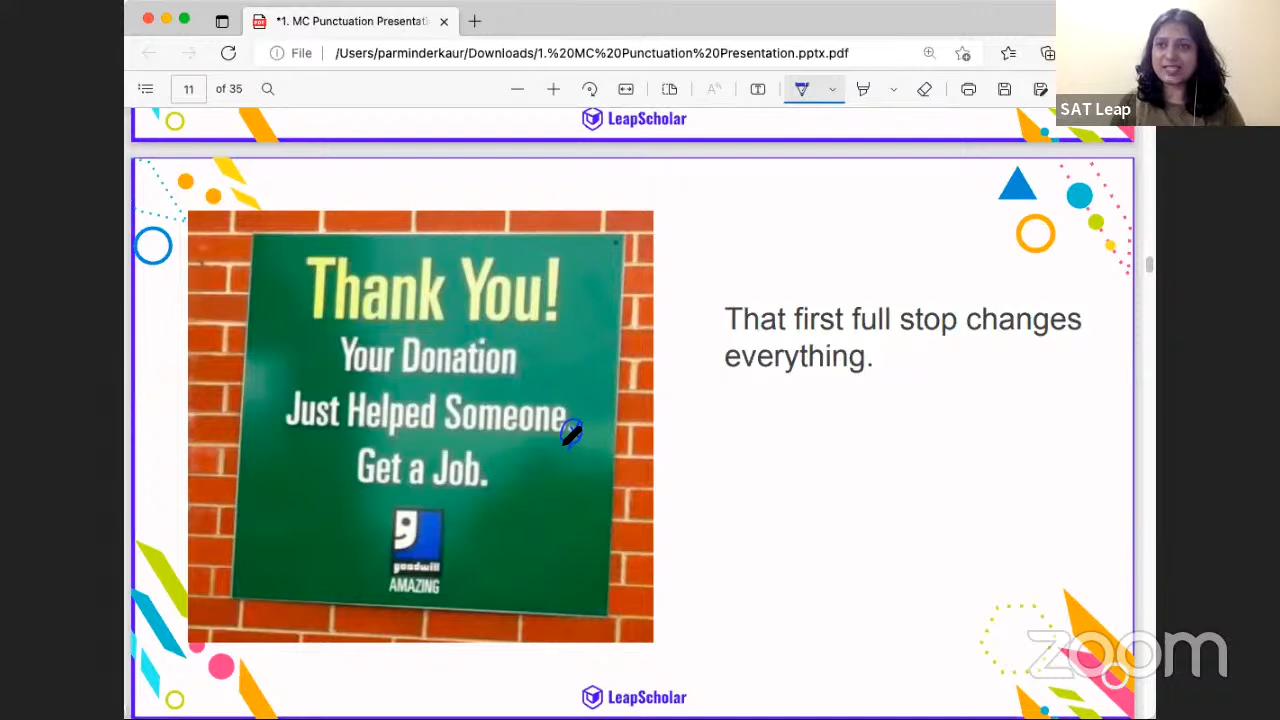 *1. MC Punctuation Presentati
File /Users/parminderkaur/Downloads/1.%20MC%20Punctuation%20Presentation.pptx.pdf
11 of 35
SAT Leap
LeapScholar
Thank You!
Your Donation
Just Helped Someone
Get a Job.
goodwill
AMAZING
That first full stop changes
everything.
zoom
LeapScholar